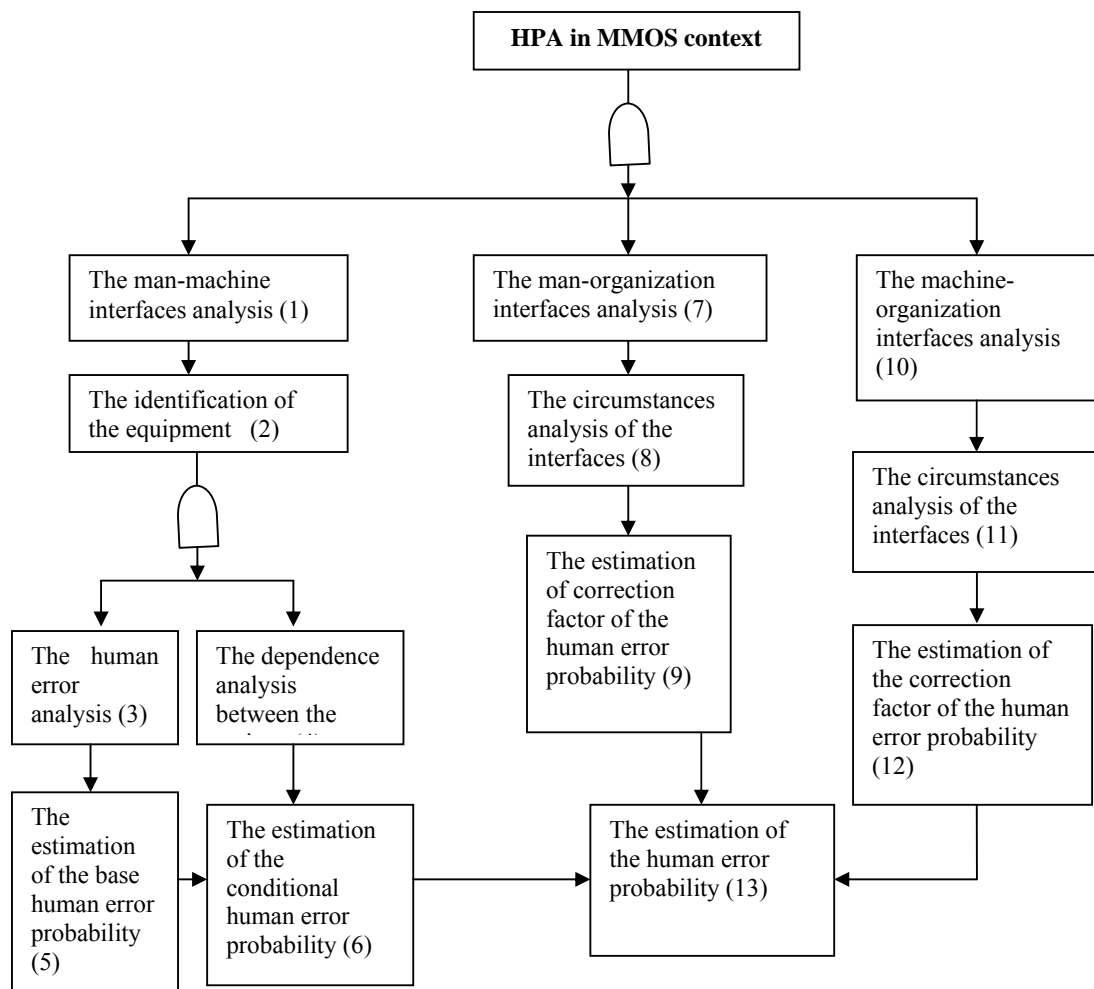 HPA in MMOS context
The man-machine
interfaces analysis (1)
The identification of
the equipment (2)
The human
error
analysis (3)
The dependence
analysis
between the
The
estimation
of the base
human error
probability
(5)
The estimation
of the
conditional
human error
probability (6)
The man-organization
interfaces analysis (7)
The circumstances
analysis of the
interfaces (8)
The estimation
of correction
factor of the
human error
probability (9)
The estimation of
the human error
probability (13)
The machine-
organization
interfaces analysis
(10)
The circumstances
analysis of the
interfaces (11)
The estimation of
the correction
factor of the human
error probability
(12)